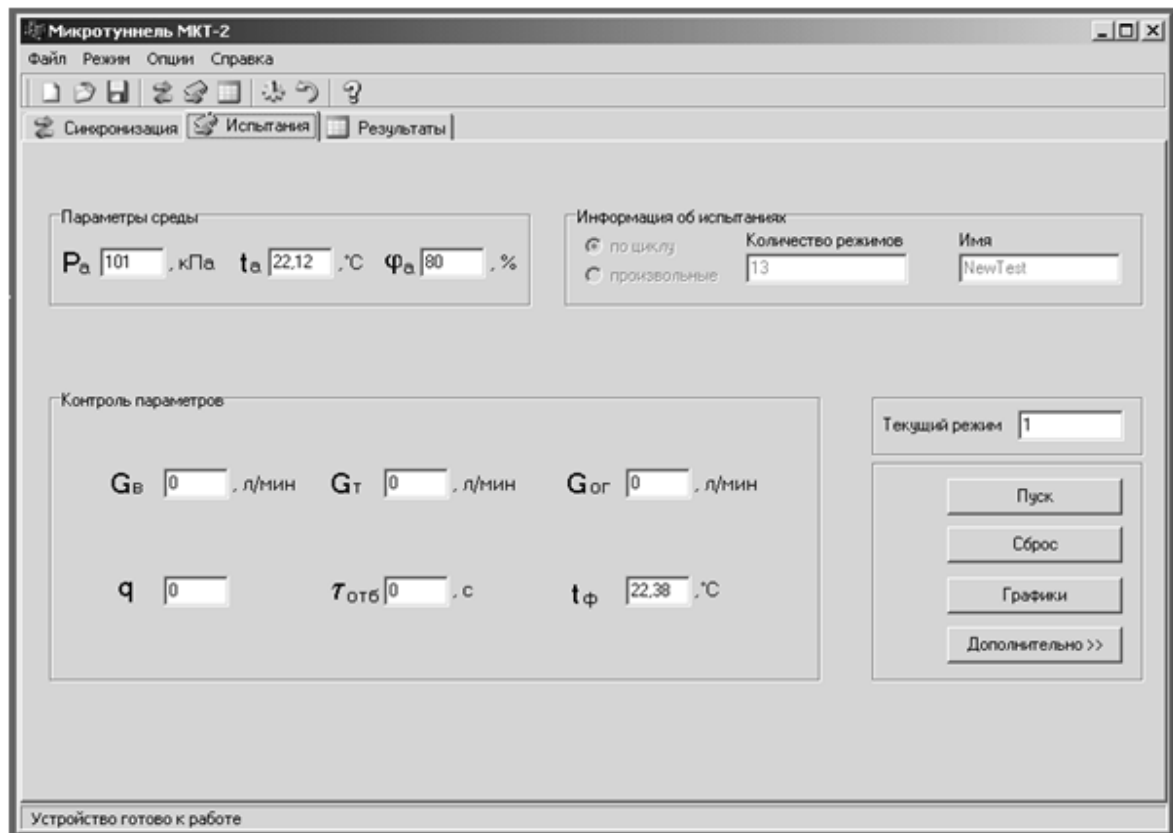 Микротуннель МКТ-2
Файл Режим Опции Справка
Синхронизация Испытания Результаты
Параметры среды
Pа 101 , кПа tа 22,12 ,°C φа 80 , %
Информация об испытаниях
по циклу
произвольные
Количество режимов
13
Имя
NewTest
Контроль параметров
Gв 0 , л/мин Gт 0 , л/мин Gог 0 , л/мин
q 0 τотб 0 , с tф 22,38 ,°C
Текущий режим 1
Пуск
Сброс
Графики
Дополнительно >>
Устройство готово к работе